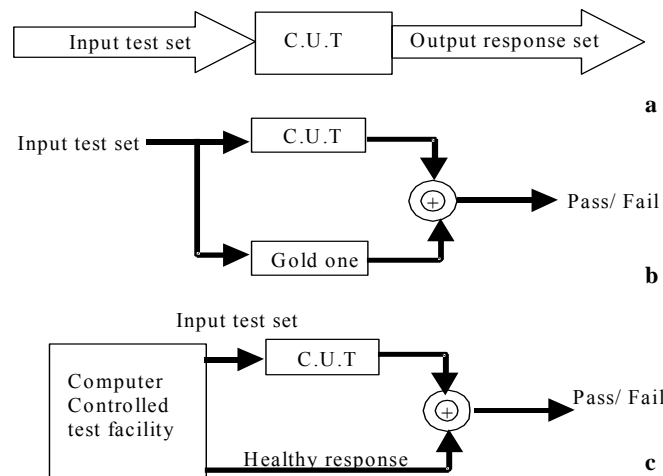 Input test set
C.U.T
Output response set
a
C.U.T
Input test set
Pass/ Fail
Gold one
b
Input test set
C.U.T
Computer
Controlled
test facility
Pass/ Fail
Healthy response
c